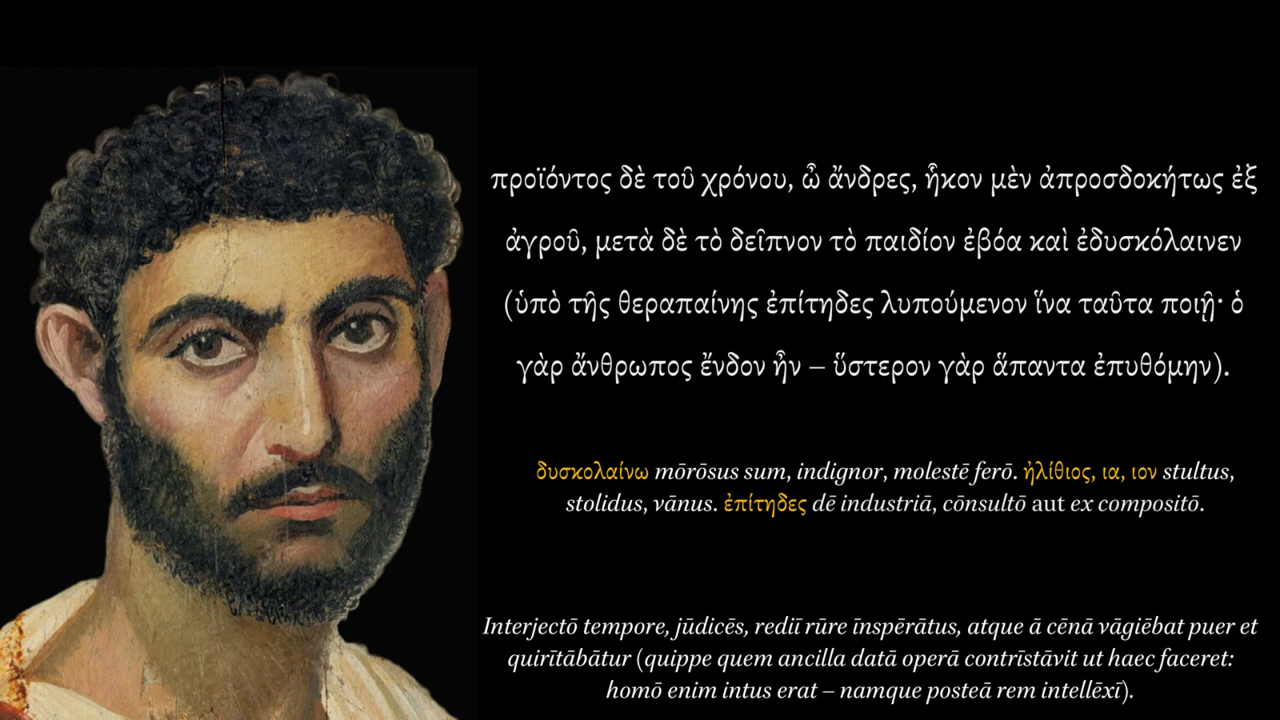 προϊόντος δὲ τοῦ χρόνου, ὦ ἄνδρες, ἧκον μὲν ἀπροσδοκήτως ἐξ
ἀγροῦ, μετὰ δὲ τὸ δεῖπνον τὸ παιδίον ἐβόα καὶ ἐδυσκόλαινεν
(ὑπὸ τῆς θεραπαίνης ἐπίτηδες λυπούμενον ἵνα ταῦτα ποιῇ· ὁ
γὰρ ἄνθρωπος ἔνδον ἦν – ὕστερον γὰρ ἅπαντα ἐπυθόμην).
δυσκολαίνω mōrōsus sum, indignor, molestē ferō. ἠλίθιος, ια, ιον stultus,
stolidus, vānus. ἐπίτηδες dē industriā, cōnsultō aut ex compositō.
Interjectō tempore, jūdicēs, rediī rūre īnspērātus, atque ā cēnā vāgiēbat puer et
quirītābātur (quippe quem ancilla datā operā contrīstāvit ut haec faceret:
homō enim intus erat – namque posteā rem intellēxī).